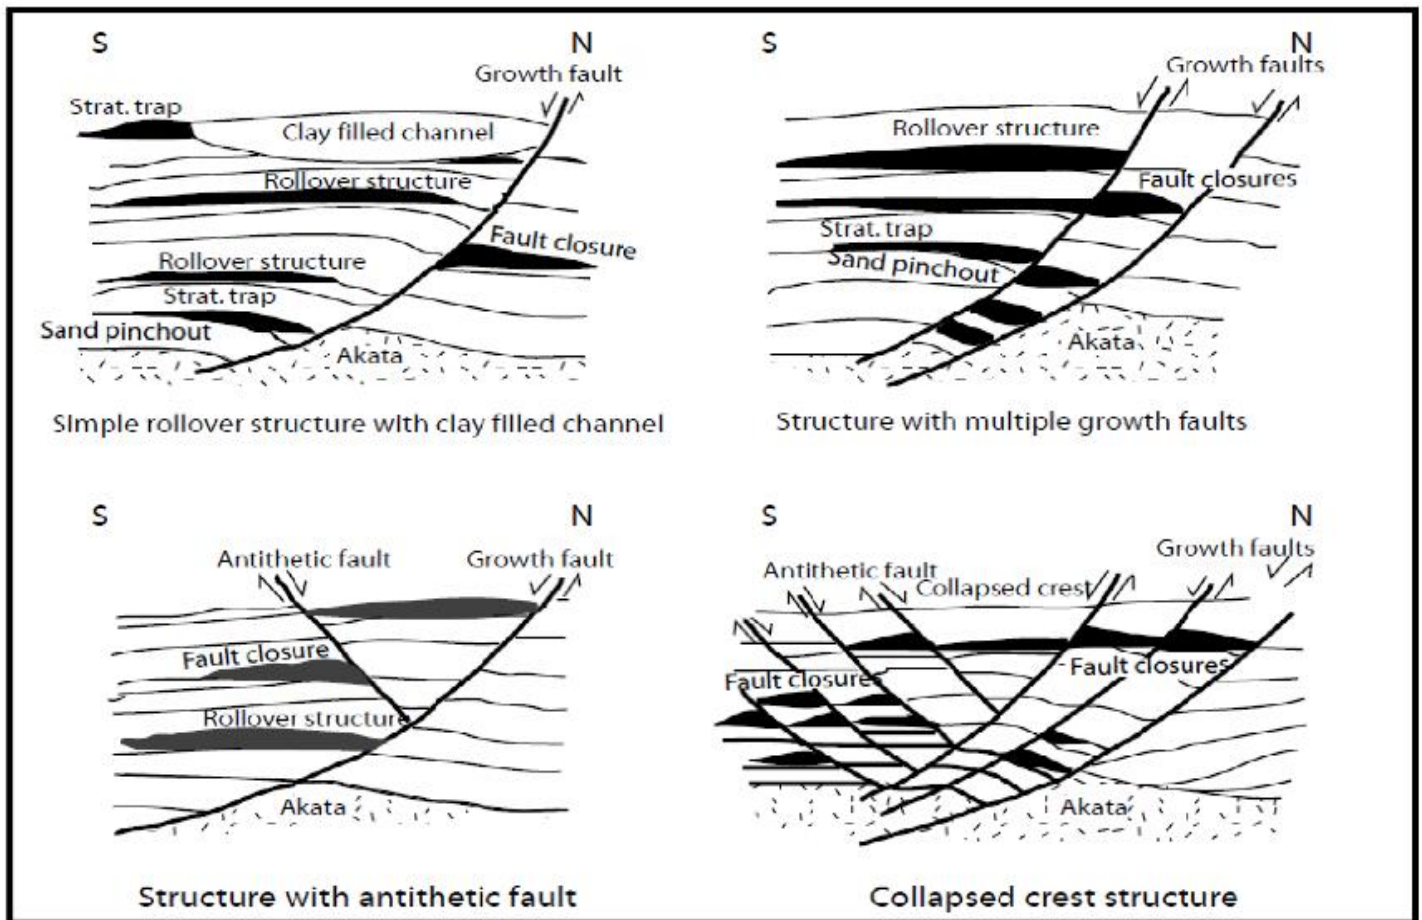 S
N
Growth fault
Strat. trap
Clay filled channel
Rollover structure
Fault closure
Rollover structure
Strat. trap
Sand pinchout
Akata
Simple rollover structure with clay filled channel
S
N
Growth faults
Rollover structure
Fault closures
Strat. trap
Sand pinchout
Akata
Structure with multiple growth faults
S
N
Antithetic fault
Growth fault
Fault closure
Rollover structure
Akata
Structure with antithetic fault
S
N
Growth faults
Antithetic fault
Collapsed crest
Fault closures
Fault closures
Akata
Collapsed crest structure